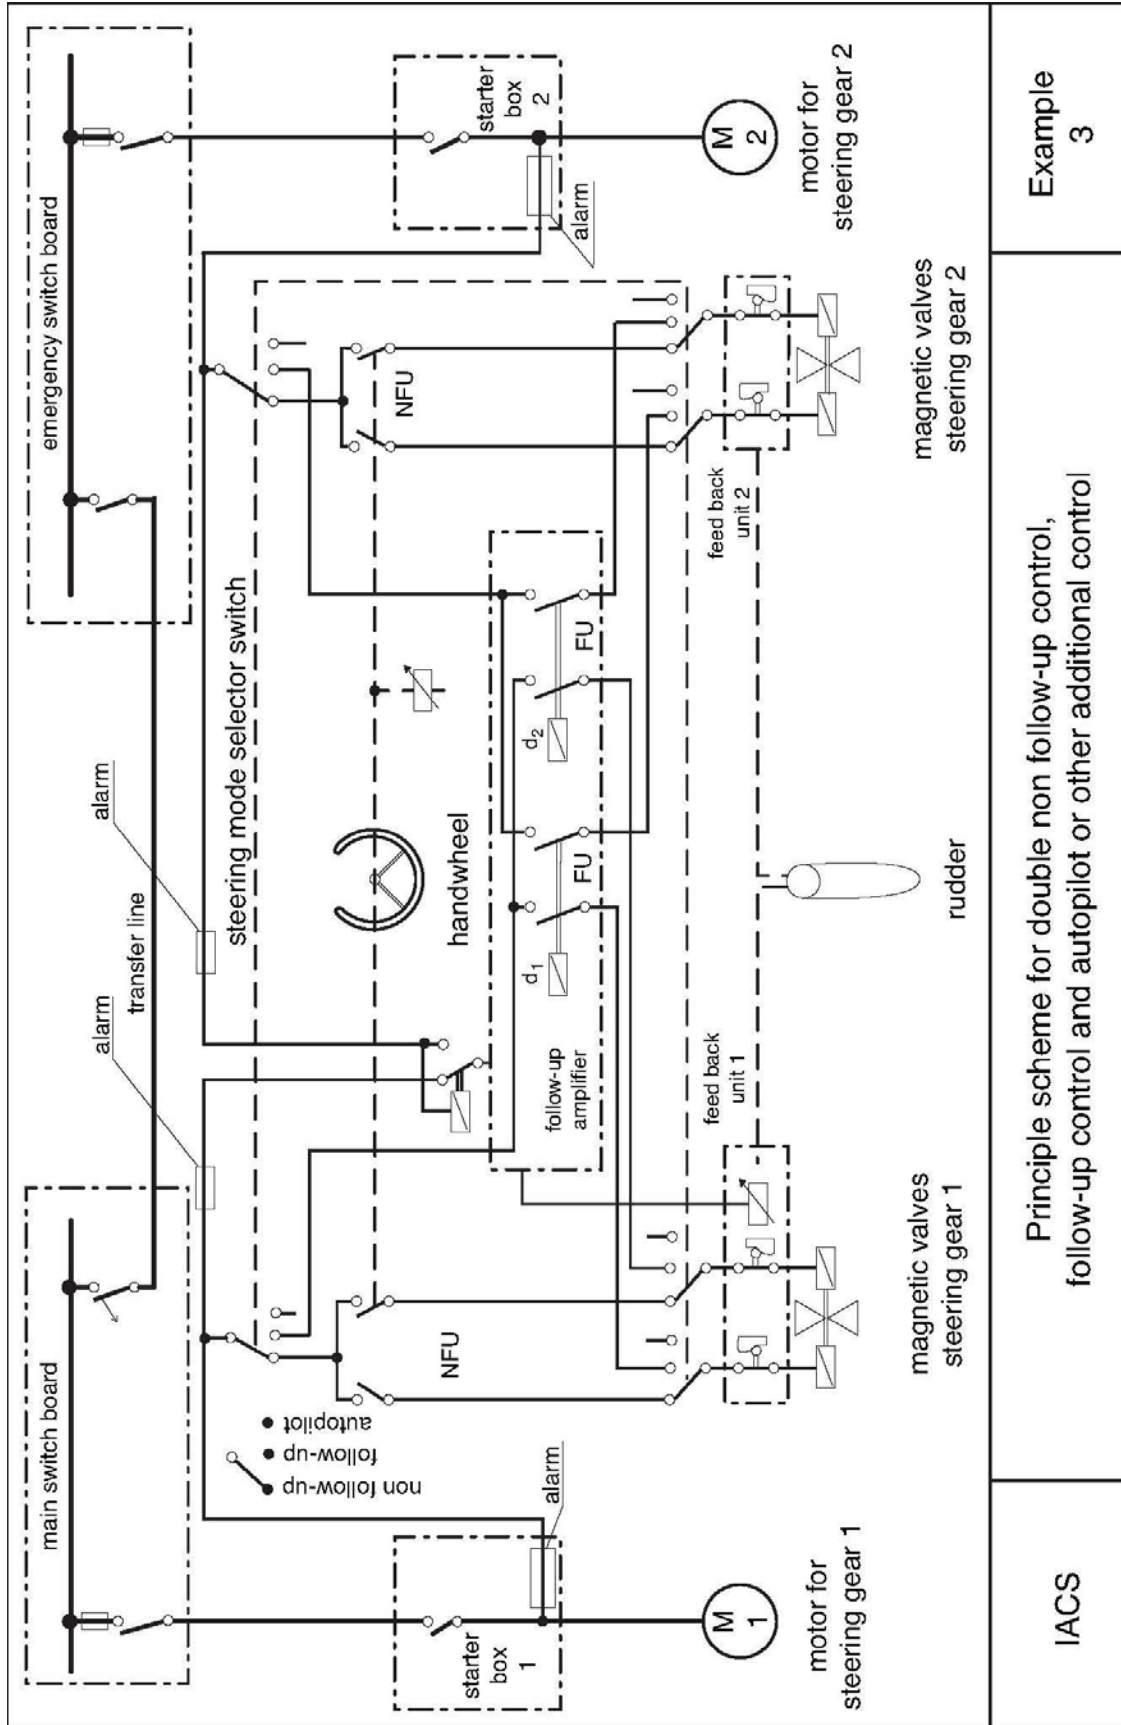 main switch board
emergency switch board
transfer line
alarm
alarm
steering mode selector switch
non follow-up
follow-up
autopilot
NFU
NFU
handwheel
starter
box
1
alarm
starter
box
2
alarm
follow-up
amplifier
d1
FU
d2
FU
feed back
unit 1
feed back
unit 2
M
1
M
2
motor for
steering gear 1
magnetic valves
steering gear 1
rudder
magnetic valves
steering gear 2
motor for
steering gear 2
IACS
Principle scheme for double non follow-up control,
follow-up control and autopilot or other additional control
Example
3